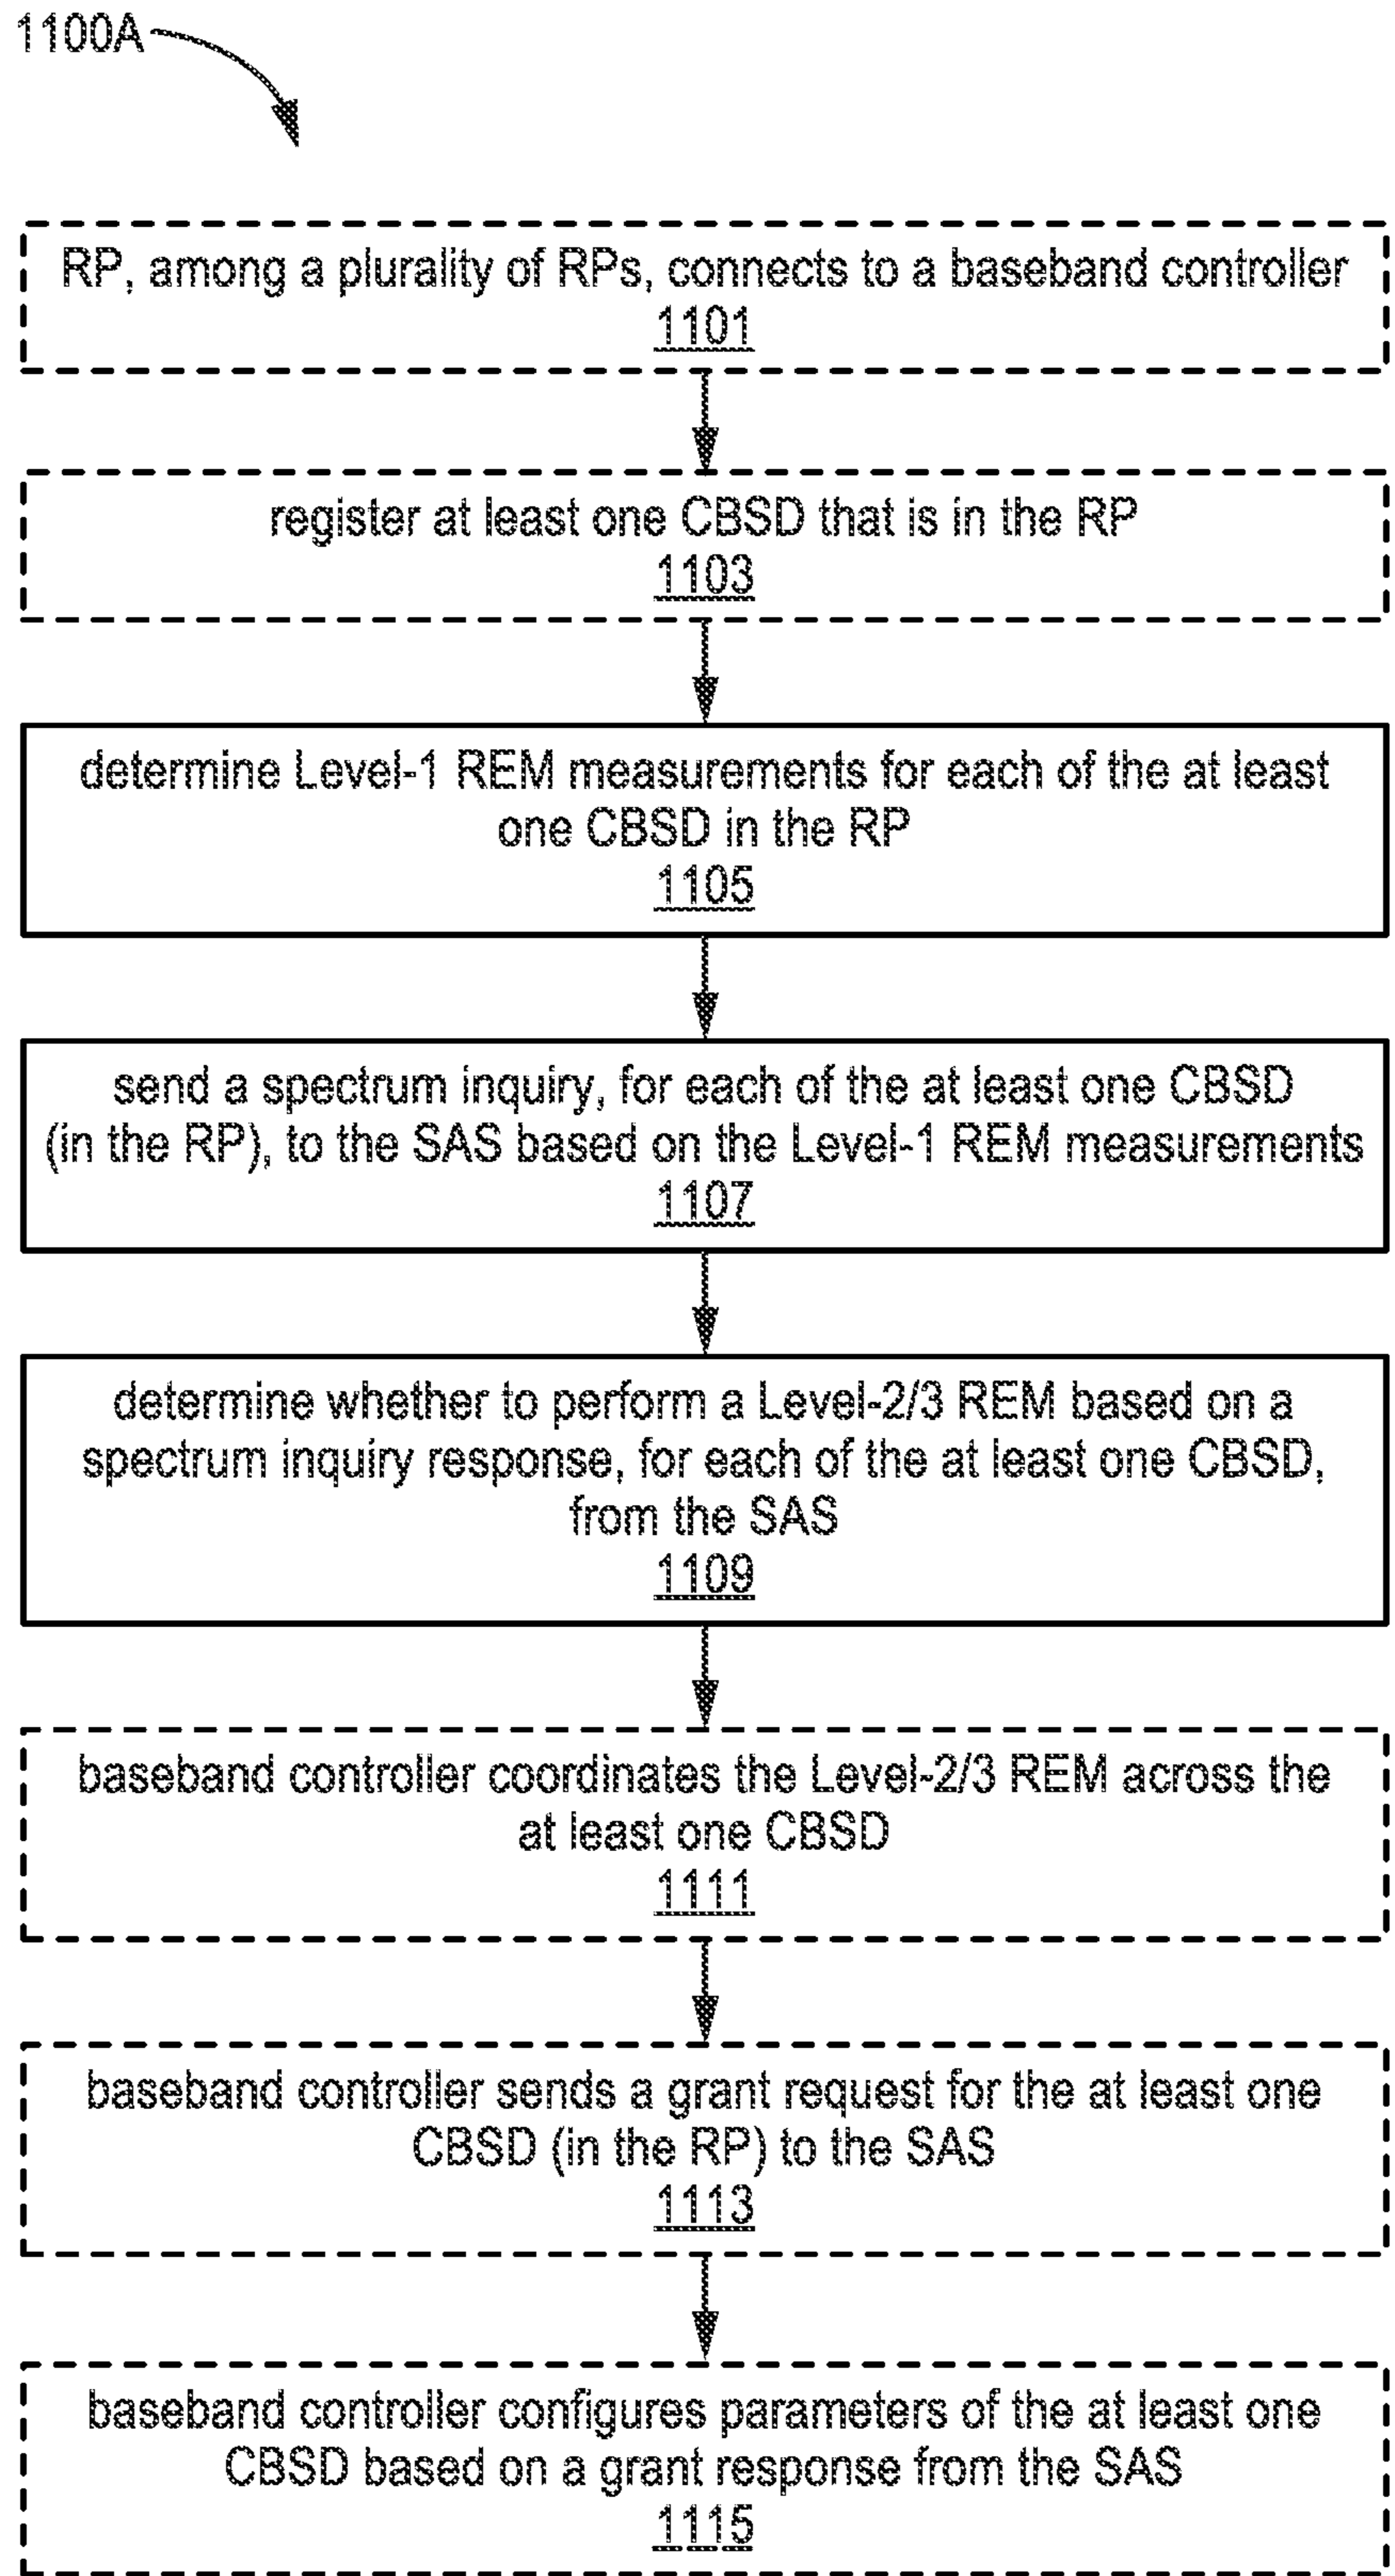 1100A
RP, among a plurality of RPs, connects to a baseband controller
1101
register at least one CBSD that is in the RP
1103
determine Level-1 REM measurements for each of the at least
one CBSD in the RP
1105
send a spectrum inquiry, for each of the at least one CBSD
(in the RP), to the SAS based on the Level-1 REM measurements
1107
determine whether to perform a Level-2/3 REM based on a
spectrum inquiry response, for each of the at least one CBSD,
from the SAS
1109
baseband controller coordinates the Level-2/3 REM across the
at least one CBSD
1111
baseband controller sends a grant request for the at least one
CBSD (in the RP) to the SAS
1113
baseband controller configures parameters of the at least one
CBSD based on a grant response from the SAS
1115